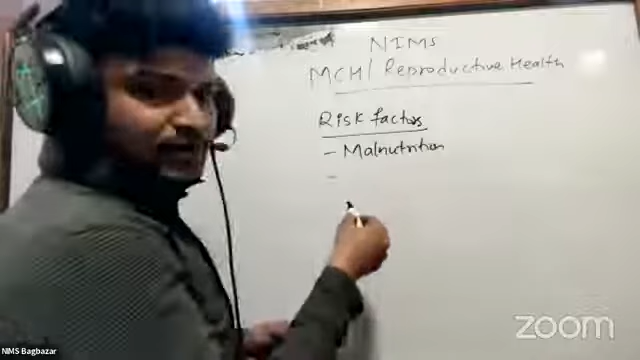 NIMS
MCH/ Reproductive Health
Risk factors
- Malnutrition
-
zoom
NIMS Bagbazar